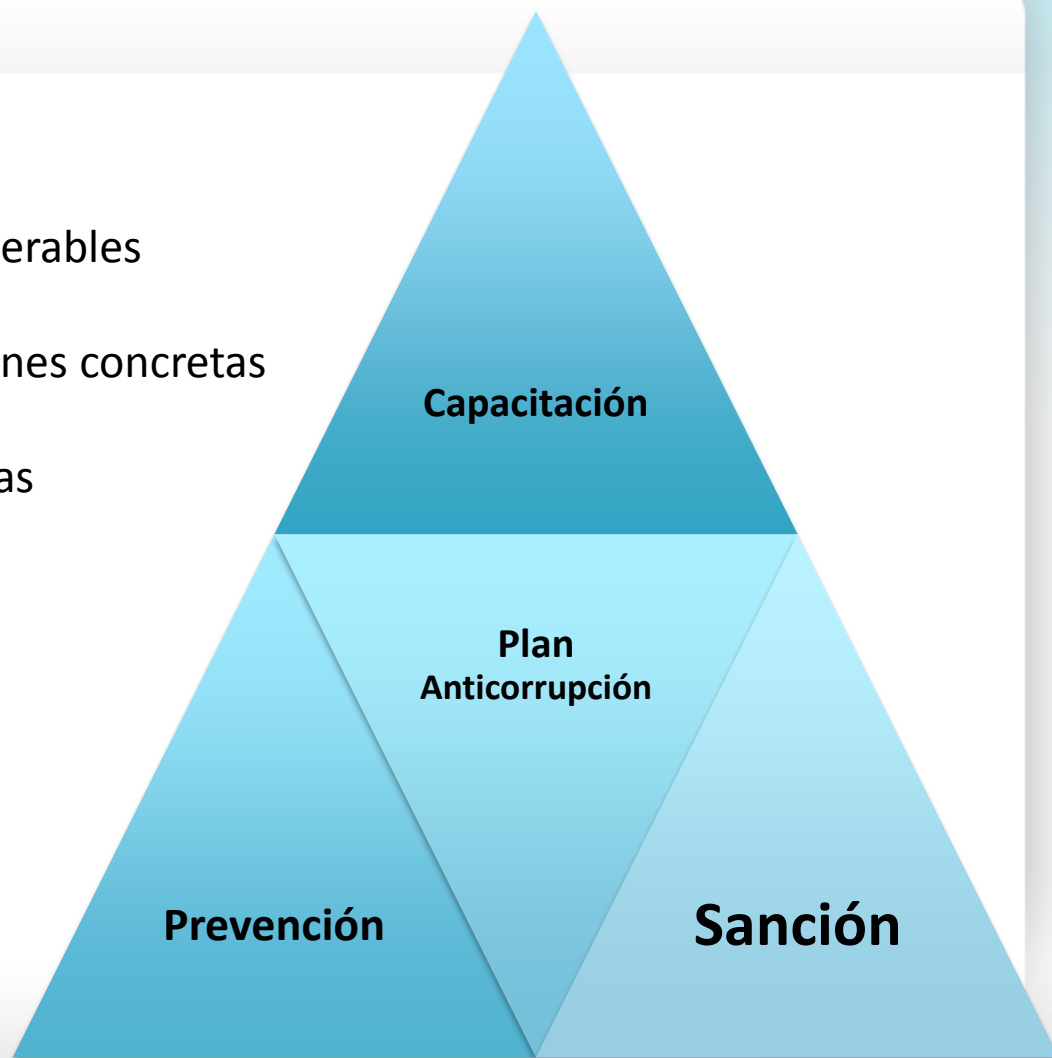 erables
nes concretas
as
Capacitación
Plan
Anticorrupción
Prevención
Sanción